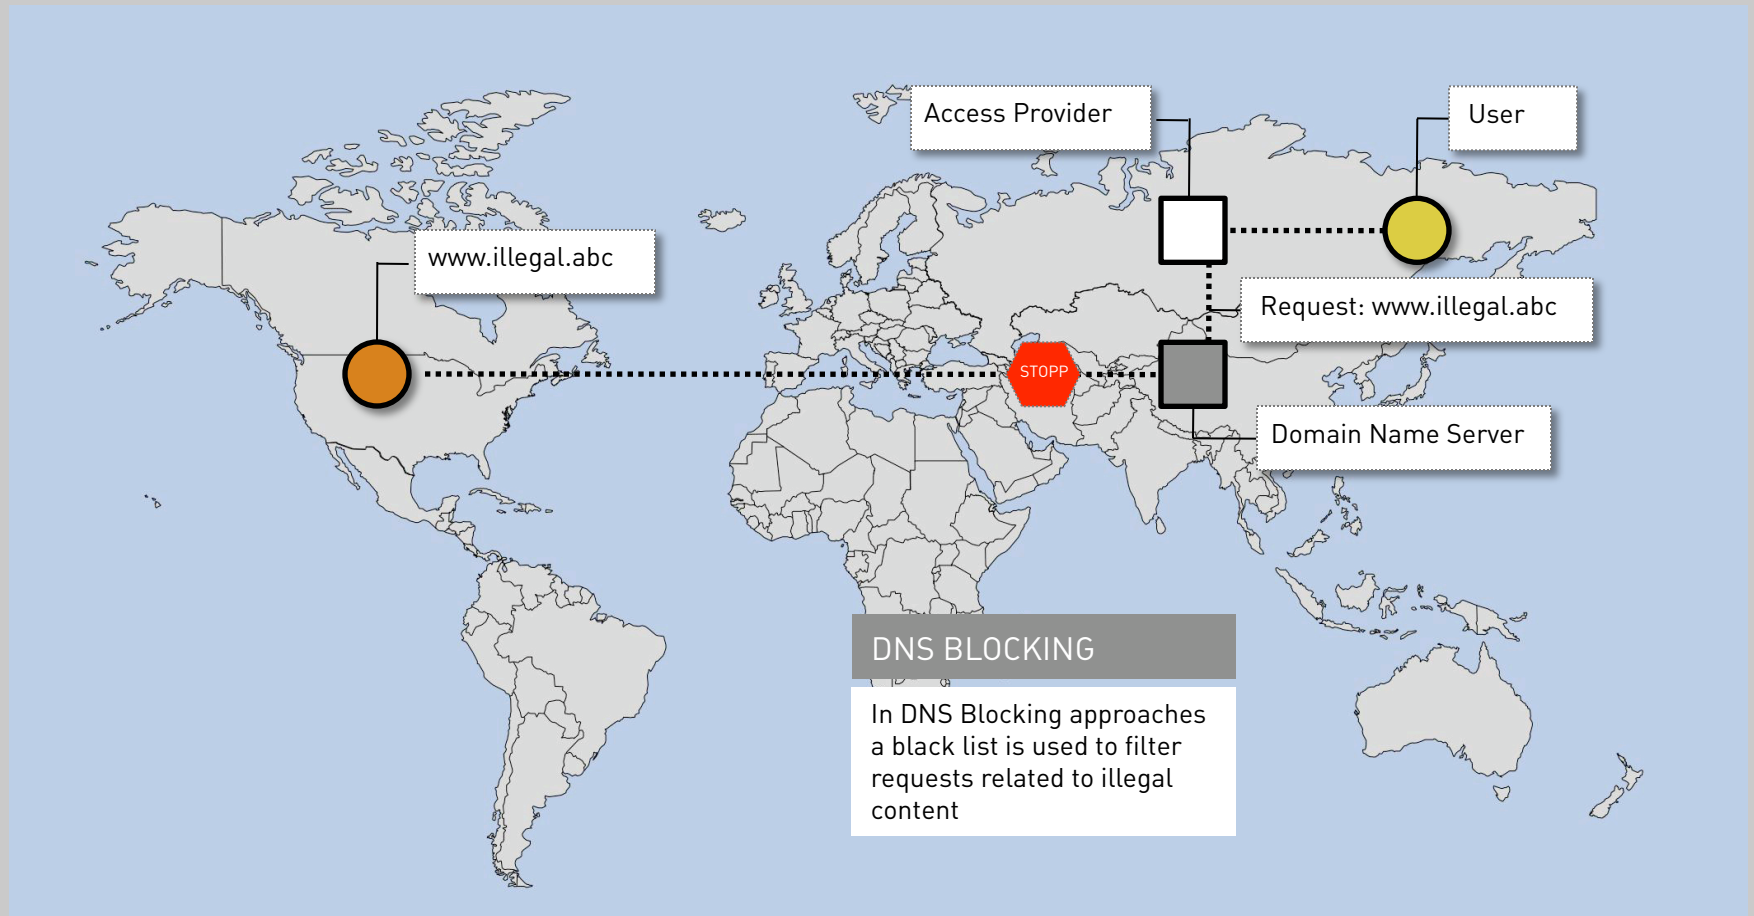 Access Provider
User
www.illegal.abc
Request: www.illegal.abc
STOPP
Domain Name Server
DNS BLOCKING
In DNS Blocking approaches
a black list is used to filter
requests related to illegal
content